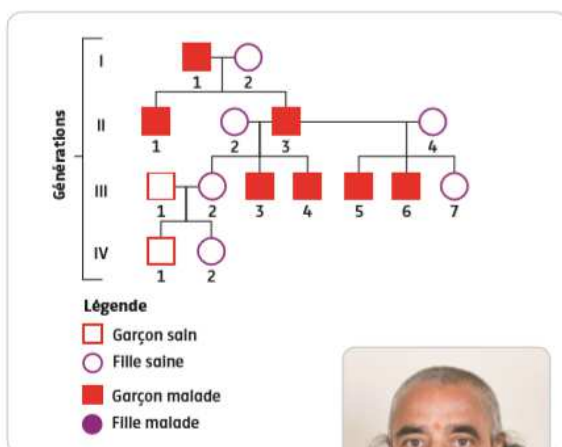 Générations
I
1 2
II
1 2 3 4
III
1 2 3 4 5 6 7
IV
1 2
Légende
Garçon sain
Fille saine
Garçon malade
Fille malade